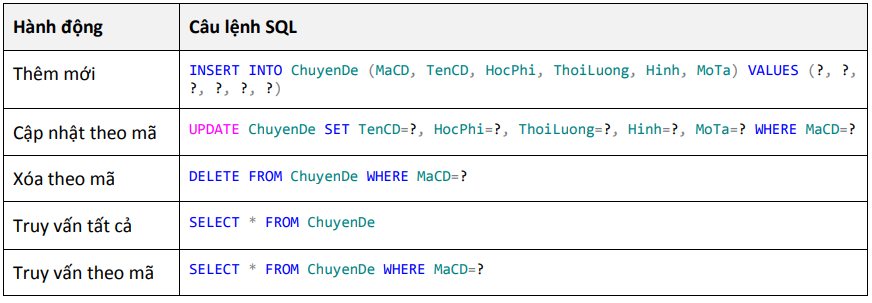 Hành động Câu lệnh SQL
Thêm mới INSERT INTO ChuyenDe (MaCD, TenCD, HocPhi, ThoiLuong, Hinh, MoTa) VALUES (?, ?,
?, ?, ?, ?)
Cập nhật theo mã UPDATE ChuyenDe SET TenCD=?, HocPhi=?, ThoiLuong=?, Hinh=?, MoTa=? WHERE MaCD=?
Xóa theo mã DELETE FROM ChuyenDe WHERE MaCD=?
Truy vấn tất cả SELECT * FROM ChuyenDe
Truy vấn theo mã SELECT * FROM ChuyenDe WHERE MaCD=?